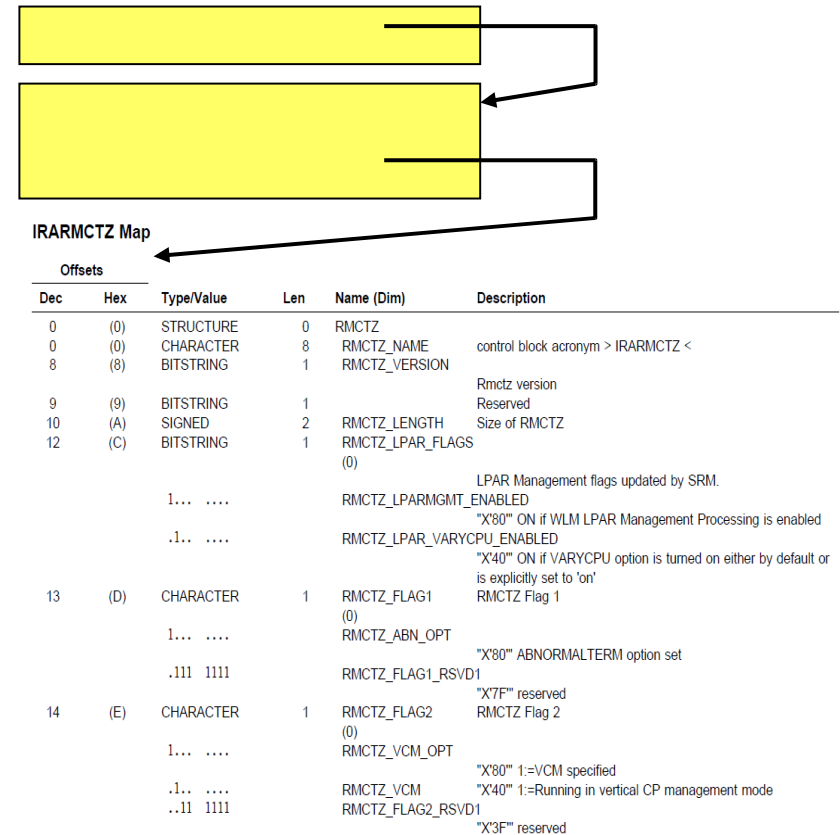 IRARMCTZ Map
Offsets
Dec Hex Type/Value Len Name (Dim) Description
0 (0) STRUCTURE 0 RMCTZ
0 (0) CHARACTER 8 RMCTZ_NAME control block acronym > IRARMCTZ <
8 (8) BITSTRING 1 RMCTZ_VERSION
Rmctz version
9 (9) BITSTRING 1 Reserved
10 (A) SIGNED 2 RMCTZ_LENGTH Size of RMCTZ
12 (C) BITSTRING 1 RMCTZ_LPAR_FLAGS
(0)
LPAR Management flags updated by SRM.
1... .... RMCTZ_LPARMGMT_ENABLED
"X'80'" ON if WLM LPAR Management Processing is enabled
.1.. .... RMCTZ_LPAR_VARYCPU_ENABLED
"X'40'" ON if VARYCPU option is turned on either by default or
is explicitly set to 'on'
13 (D) CHARACTER 1 RMCTZ_FLAG1 RMCTZ Flag 1
(0)
1... .... RMCTZ_ABN_OPT
"X'80'" ABNORMALTERM option set
.111 1111 RMCTZ_FLAG1_RSVD1
"X'7F'" reserved
14 (E) CHARACTER 1 RMCTZ_FLAG2 RMCTZ Flag 2
(0)
1... .... RMCTZ_VCM_OPT
"X'80'" 1:=VCM specified
.1.. .... RMCTZ_VCM "X'40'" 1:=Running in vertical CP management mode
..11 1111 RMCTZ_FLAG2_RSVD1
"X'3F'" reserved